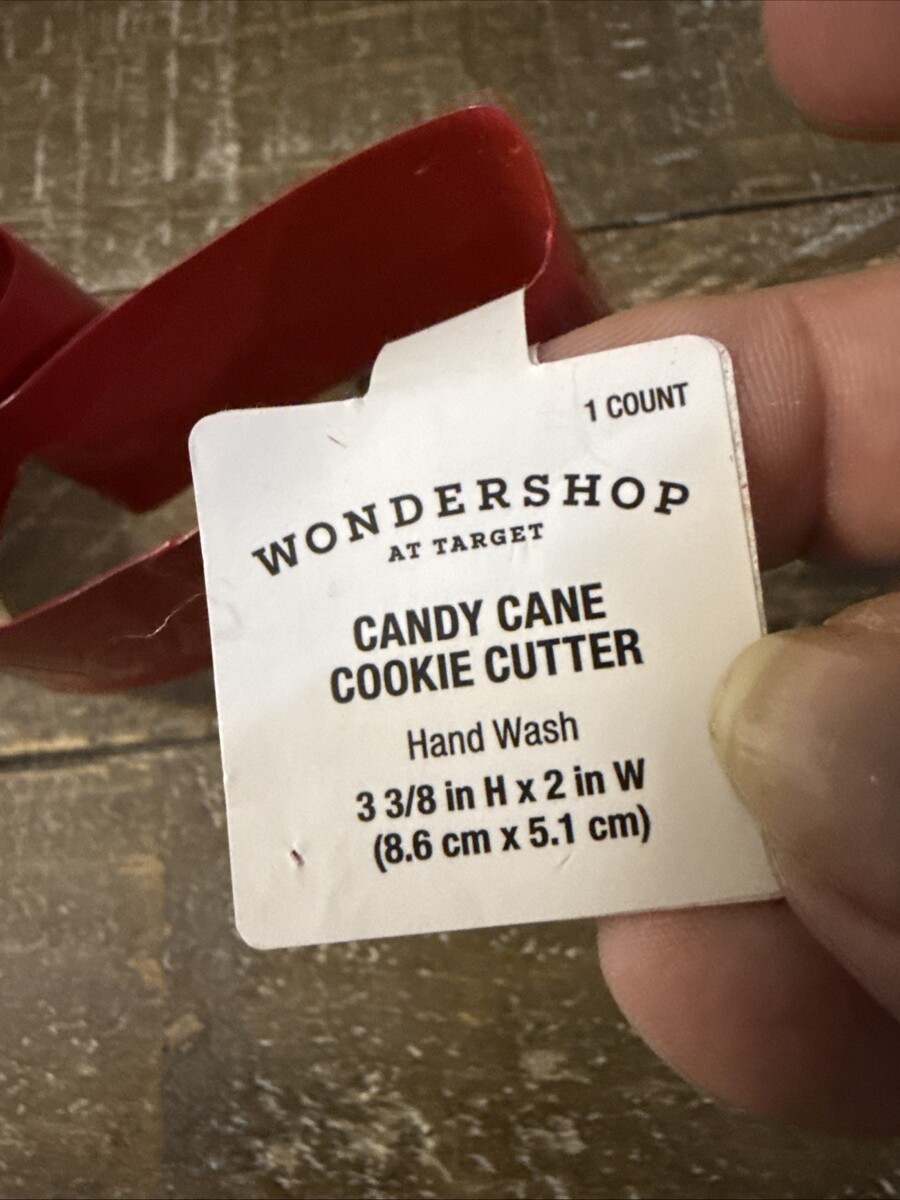 1 COUNT
WONDERSHOP
AT TARGET
CANDY CANE
COOKIE CUTTER
Hand Wash
3 3/8 in H x 2 in W
(8.6 cm x 5.1 cm)